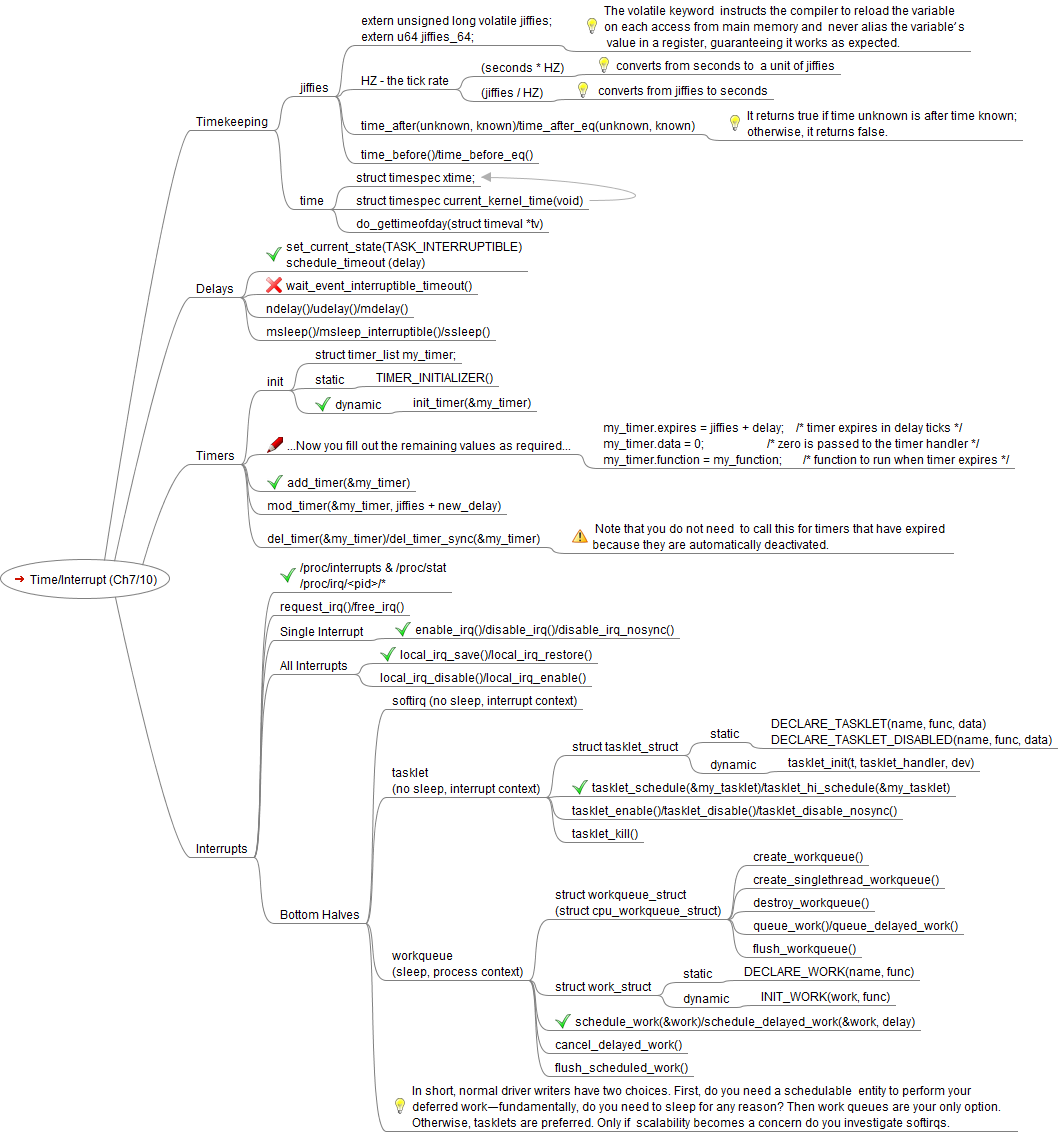 Time/Interrupt (Ch7/10)
Timekeeping
jiffies
extern unsigned long volatile jiffies;
extern u64 jiffies_64;
The volatile keyword instructs the compiler to reload the variable
on each access from main memory and never alias the variable's
value in a register, guaranteeing it works as expected.
HZ - the tick rate
(seconds * HZ)
converts from seconds to a unit of jiffies
(jiffies / HZ)
converts from jiffies to seconds
time_after(unknown, known)/time_after_eq(unknown, known)
It returns true if time unknown is after time known;
otherwise, it returns false.
time_before()/time_before_eq()
time
struct timespec xtime;
struct timespec current_kernel_time(void)
do_gettimeofday(struct timeval *tv)
Delays
set_current_state(TASK_INTERRUPTIBLE)
schedule_timeout (delay)
wait_event_interruptible_timeout()
ndelay()/udelay()/mdelay()
msleep()/msleep_interruptible()/ssleep()
Timers
init
struct timer_list my_timer;
static
TIMER_INITIALIZER()
dynamic
init_timer(&my_timer)
...Now you fill out the remaining values as required...
my_timer.expires = jiffies + delay; /* timer expires in delay ticks */
my_timer.data = 0; /* zero is passed to the timer handler */
my_timer.function = my_function; /* function to run when timer expires */
add_timer(&my_timer)
mod_timer(&my_timer, jiffies + new_delay)
del_timer(&my_timer)/del_timer_sync(&my_timer)
Note that you do not need to call this for timers that have expired
because they are automatically deactivated.
Interrupts
/proc/interrupts & /proc/stat
/proc/irq/<pid>/*
request_irq()/free_irq()
Single Interrupt
enable_irq()/disable_irq()/disable_irq_nosync()
All Interrupts
local_irq_save()/local_irq_restore()
local_irq_disable()/local_irq_enable()
Bottom Halves
softirq (no sleep, interrupt context)
tasklet
(no sleep, interrupt context)
struct tasklet_struct
static
DECLARE_TASKLET(name, func, data)
DECLARE_TASKLET_DISABLED(name, func, data)
dynamic
tasklet_init(t, tasklet_handler, dev)
tasklet_schedule(&my_tasklet)/tasklet_hi_schedule(&my_tasklet)
tasklet_enable()/tasklet_disable()/tasklet_disable_nosync()
tasklet_kill()
workqueue
(sleep, process context)
struct workqueue_struct
(struct cpu_workqueue_struct)
create_workqueue()
create_singlethread_workqueue()
destroy_workqueue()
queue_work()/queue_delayed_work()
flush_workqueue()
struct work_struct
static
DECLARE_WORK(name, func)
dynamic
INIT_WORK(work, func)
schedule_work(&work)/schedule_delayed_work(&work, delay)
cancel_delayed_work()
flush_scheduled_work()
In short, normal driver writers have two choices. First, do you need a schedulable entity to perform your
deferred work—fundamentally, do you need to sleep for any reason? Then work queues are your only option.
Otherwise, tasklets are preferred. Only if scalability becomes a concern do you investigate softirqs.